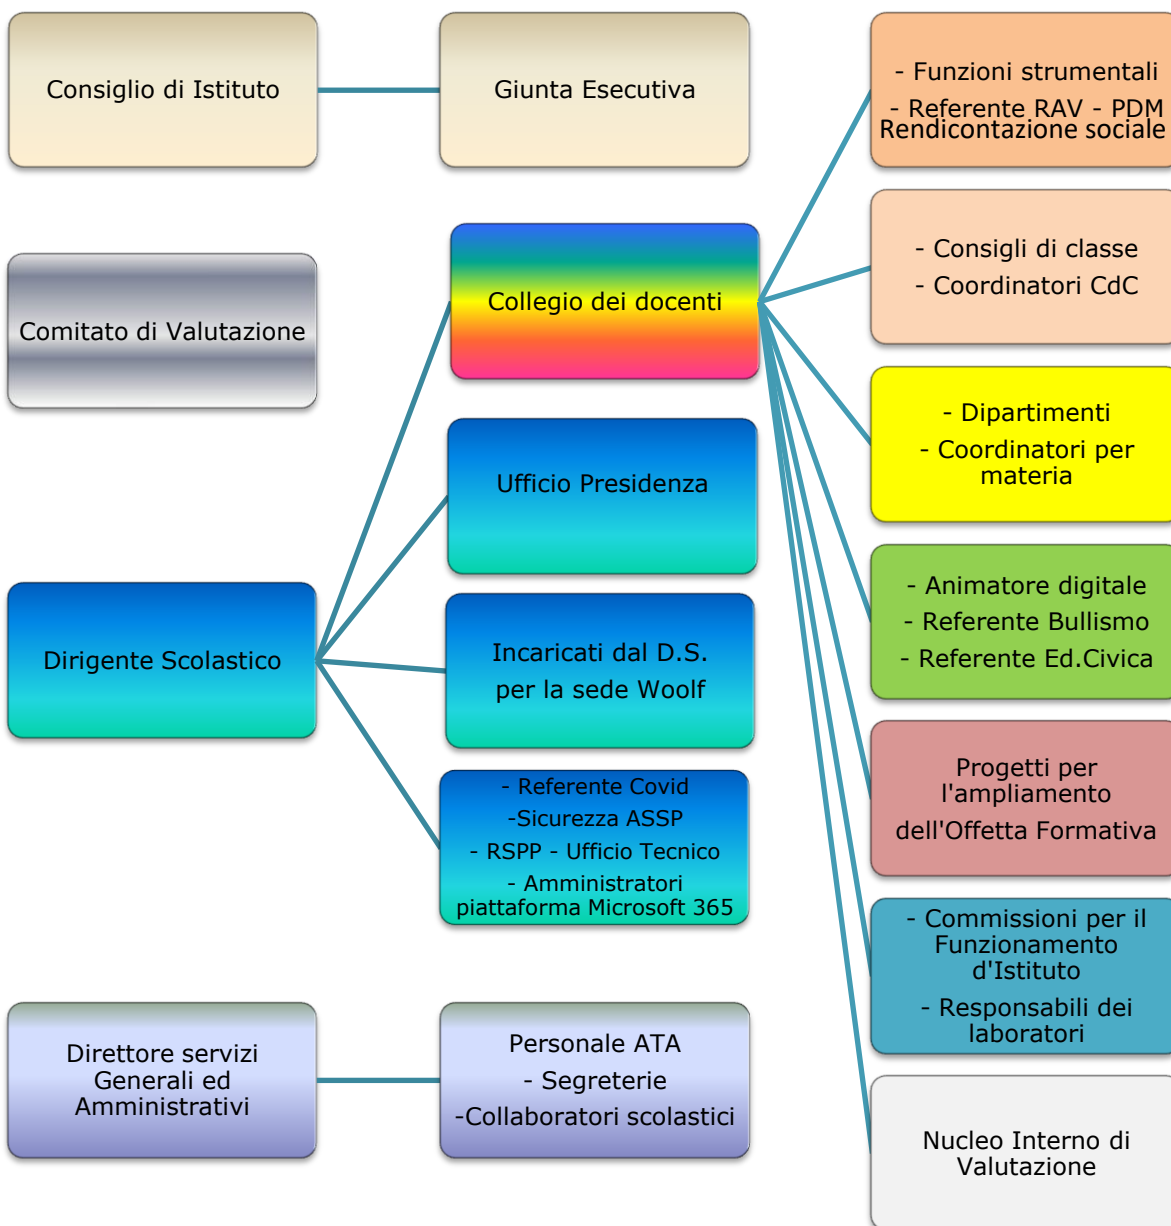 Consiglio di Istituto
Giunta Esecutiva
- Funzioni strumentali
- Referente RAV - PDM
Rendicontazione sociale
Comitato di Valutazione
Collegio dei docenti
- Consigli di classe
- Coordinatori CdC
- Dipartimenti
- Coordinatori per
materia
Ufficio Presidenza
Dirigente Scolastico
Incaricati dal D.S.
per la sede Woolf
- Animatore digitale
- Referente Bullismo
- Referente Ed.Civica
- Referente Covid
-Sicurezza ASSP
- RSPP - Ufficio Tecnico
- Amministratori
piattaforma Microsoft 365
Progetti per
l'ampliamento
dell'Offetta Formativa
- Commissioni per il
Funzionamento
d'Istituto
- Responsabili dei
laboratori
Direttore servizi
Generali ed
Amministrativi
Personale ATA
- Segreterie
-Collaboratori scolastici
Nucleo Interno di
Valutazione